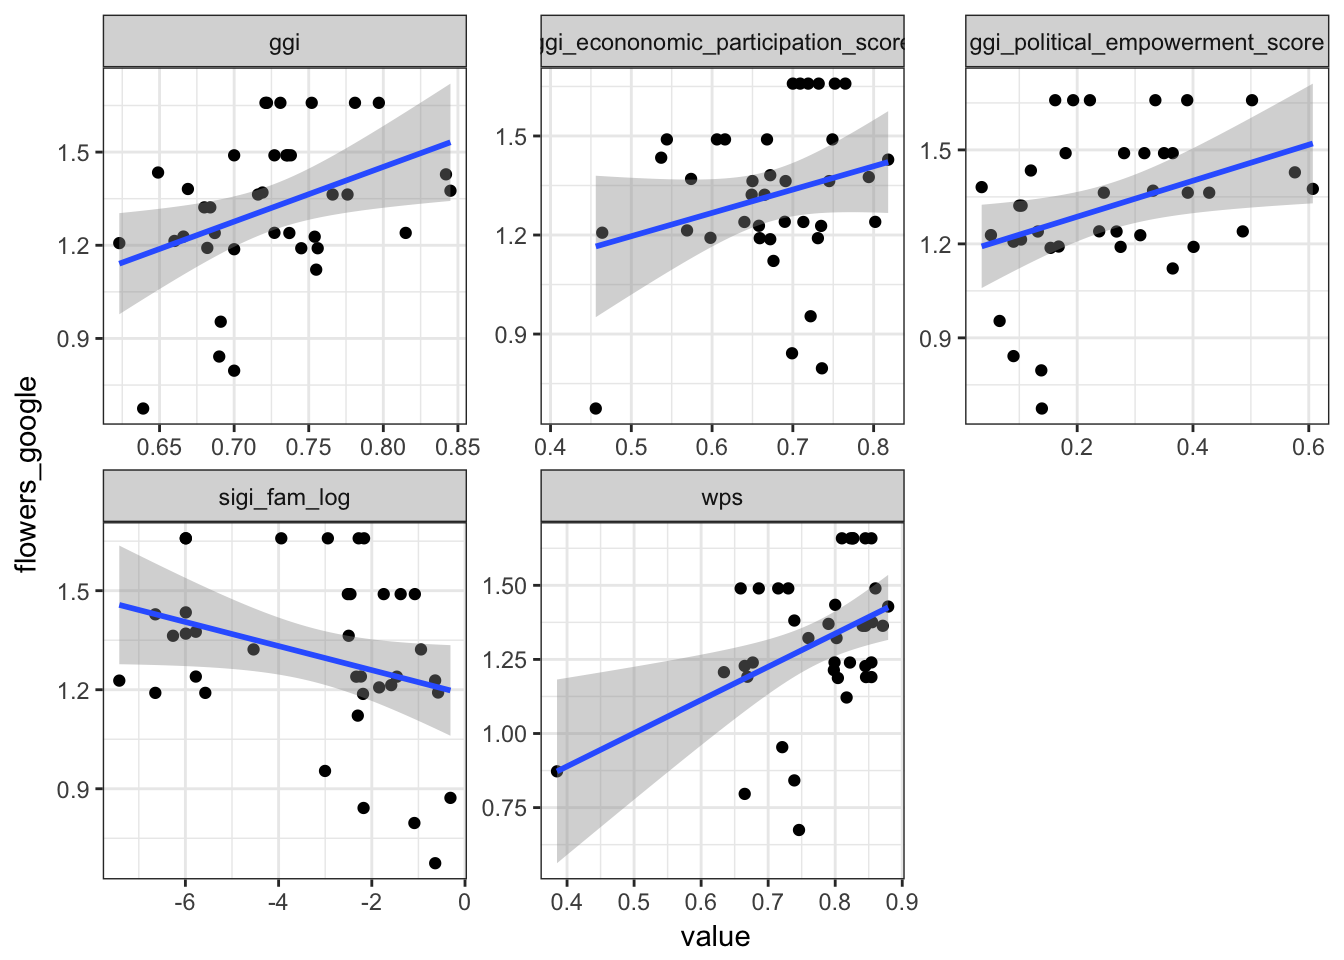 ggi
ggi_econonomic_participation_score
ggi_political_empowerment_score
1.5
1.2
0.9
0.65 0.70 0.75 0.80 0.85
1.5
1.2
0.9
0.4 0.5 0.6 0.7 0.8
1.5
1.2
0.9
0.2 0.4 0.6
flowers_google
sigi_fam_log
wps
1.50
1.2
0.9
-6 -4 -2 0
1.50
1.25
1.00
0.75
0.4 0.5 0.6 0.7 0.8 0.9
value